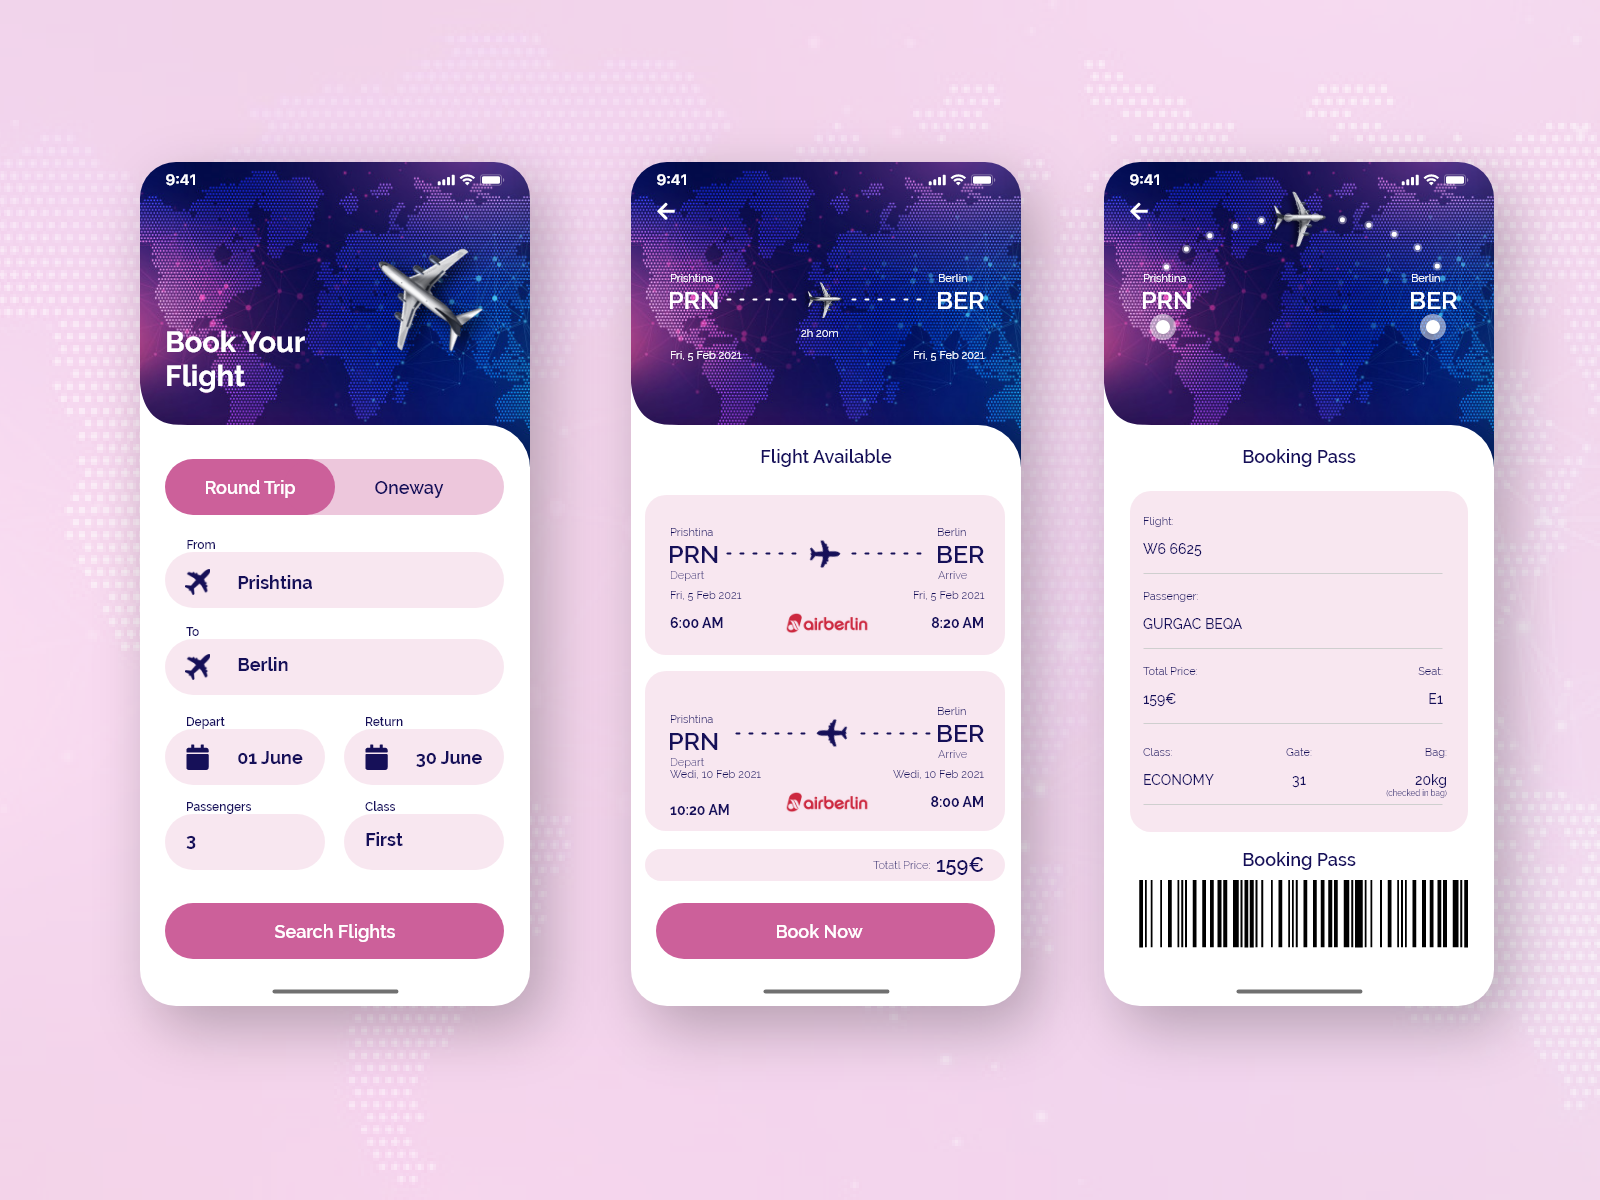 9:41
Book Your
Flight
Round Trip Oneway
From
Prishtina
To
Berlin
Depart Return
01 June 30 June
Passengers Class
3 First
Search Flights
9:41
Prishtina Berlin
PRN BER
2h 20m
Fri, 5 Feb 2021 Fri, 5 Feb 2021
Flight Available
Prishtina Berlin
PRN BER
Depart Arrive
Fri, 5 Feb 2021 Fri, 5 Feb 2021
6:00 AM airberlin 8:20 AM
Prishtina Berlin
PRN BER
Depart Arrive
Wedi, 10 Feb 2021 Wedi, 10 Feb 2021
10:20 AM airberlin 8:00 AM
Totatl Price: 159€
Book Now
9:41
Prishtina Berlin
PRN BER
Booking Pass
Flight:
W6 6625
Passenger:
GURGAC BEQA
Total Price: Seat:
159€ E1
Class: Gate: Bag:
ECONOMY 31 20kg
(checked in bag)
Booking Pass